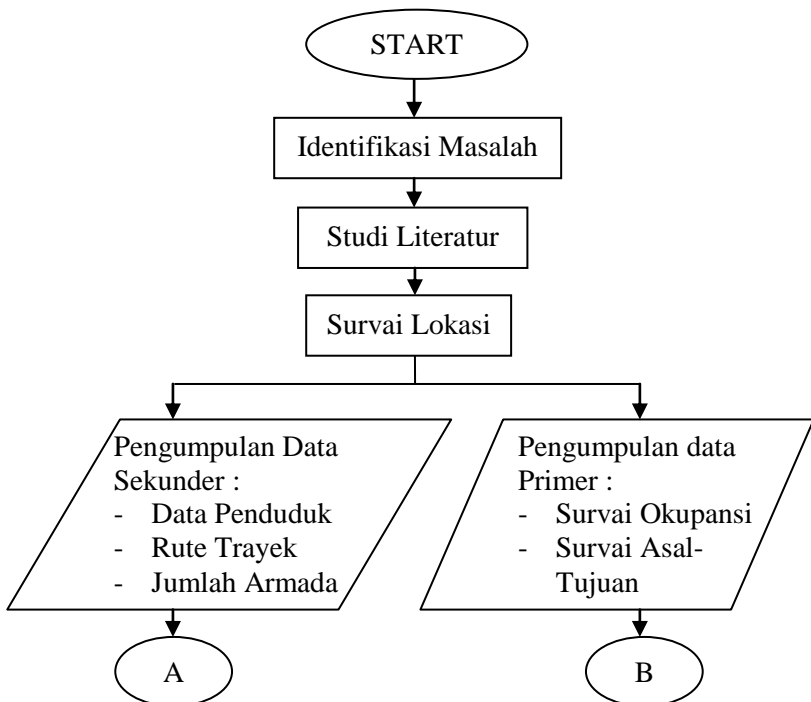 START
Identifikasi Masalah
Studi Literatur
Survai Lokasi
Pengumpulan Data
Sekunder :
- Data Penduduk
- Rute Trayek
- Jumlah Armada
Pengumpulan data
Primer :
- Survai Okupansi
- Survai Asal-
Tujuan
A
B